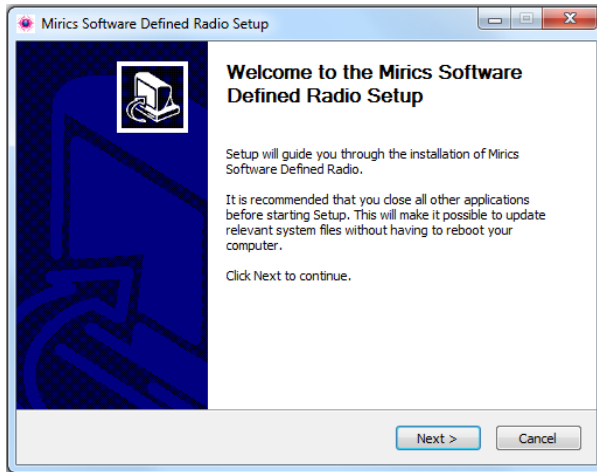 Mirics Software Defined Radio Setup
Welcome to the Mirics Software
Defined Radio Setup
Setup will guide you through the installation of Mirics
Software Defined Radio.
It is recommended that you close all other applications
before starting Setup. This will make it possible to update
relevant system files without having to reboot your
computer.
Click Next to continue.
Next >
Cancel